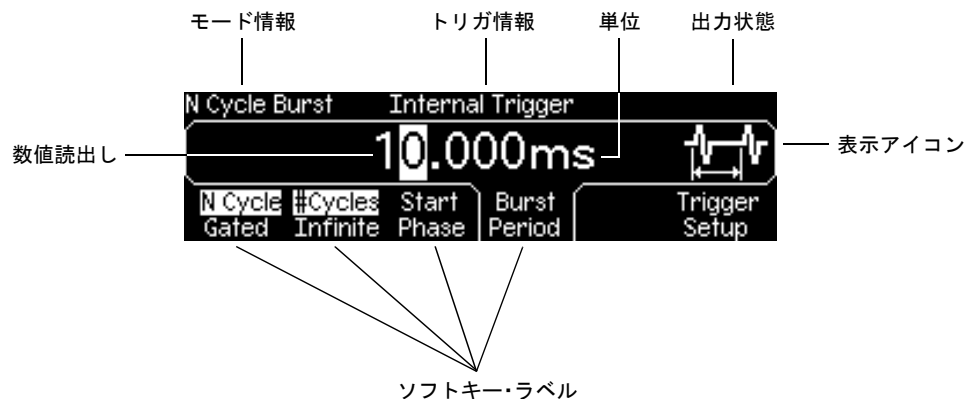 モード情報
トリガ情報
単位
出力状態
N Cycle Burst
Internal Trigger
数値読出し
10.000ms
表示アイコン
N Cycle #Cycles Start Burst Trigger
Gated Infinite Phase Period Setup
ソフトキー・ラベル